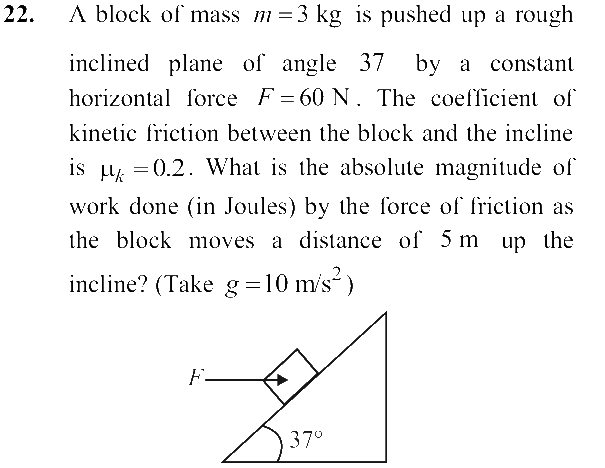 22. A block of mass m = 3 kg is pushed up a rough
inclined plane of angle 37 by a constant
horizontal force F = 60 N. The coefficient of
kinetic friction between the block and the incline
is μₖ = 0.2. What is the absolute magnitude of
work done (in Joules) by the force of friction as
the block moves a distance of 5 m up the
incline? (Take g = 10 m/s²)
F
37°